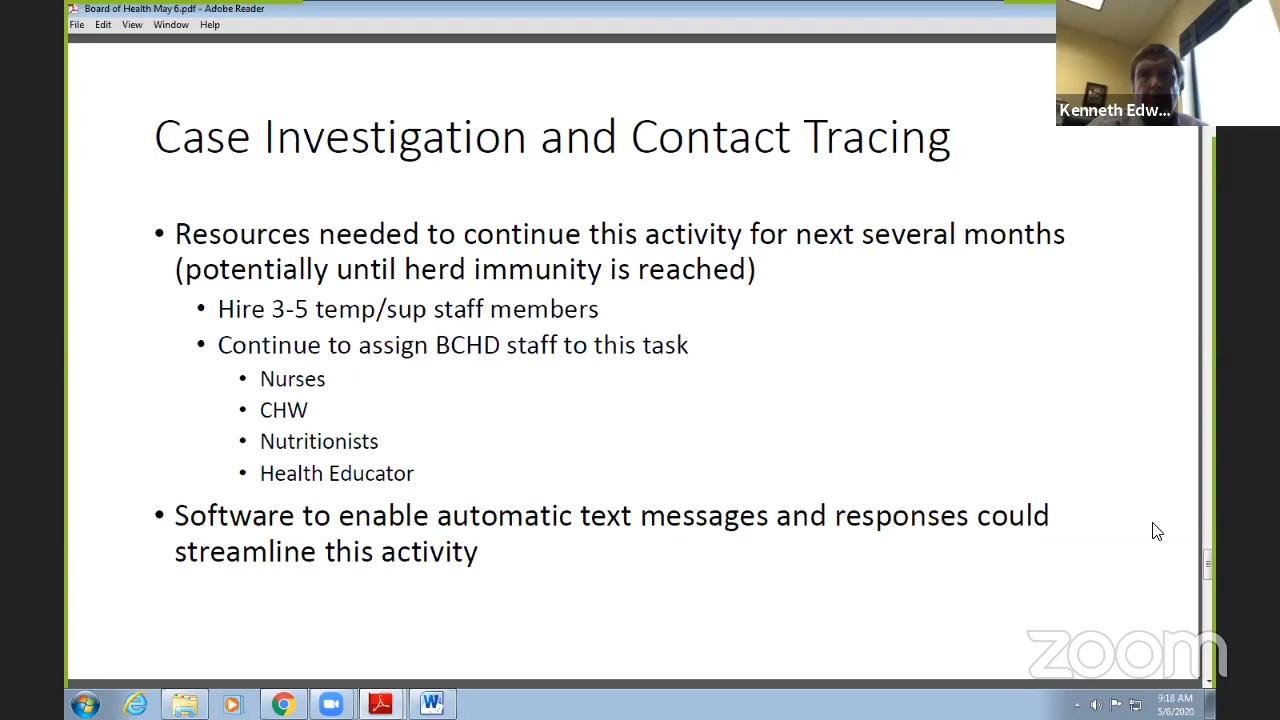 Board of Health May 6.pdf - Adobe Reader
File Edit View Window Help
Kenneth Edw...
Case Investigation and Contact Tracing
• Resources needed to continue this activity for next several months
(potentially until herd immunity is reached)
• Hire 3-5 temp/sup staff members
• Continue to assign BCHD staff to this task
• Nurses
• CHW
• Nutritionists
• Health Educator
• Software to enable automatic text messages and responses could
streamline this activity
zoom
9:18 AM
5/6/2020